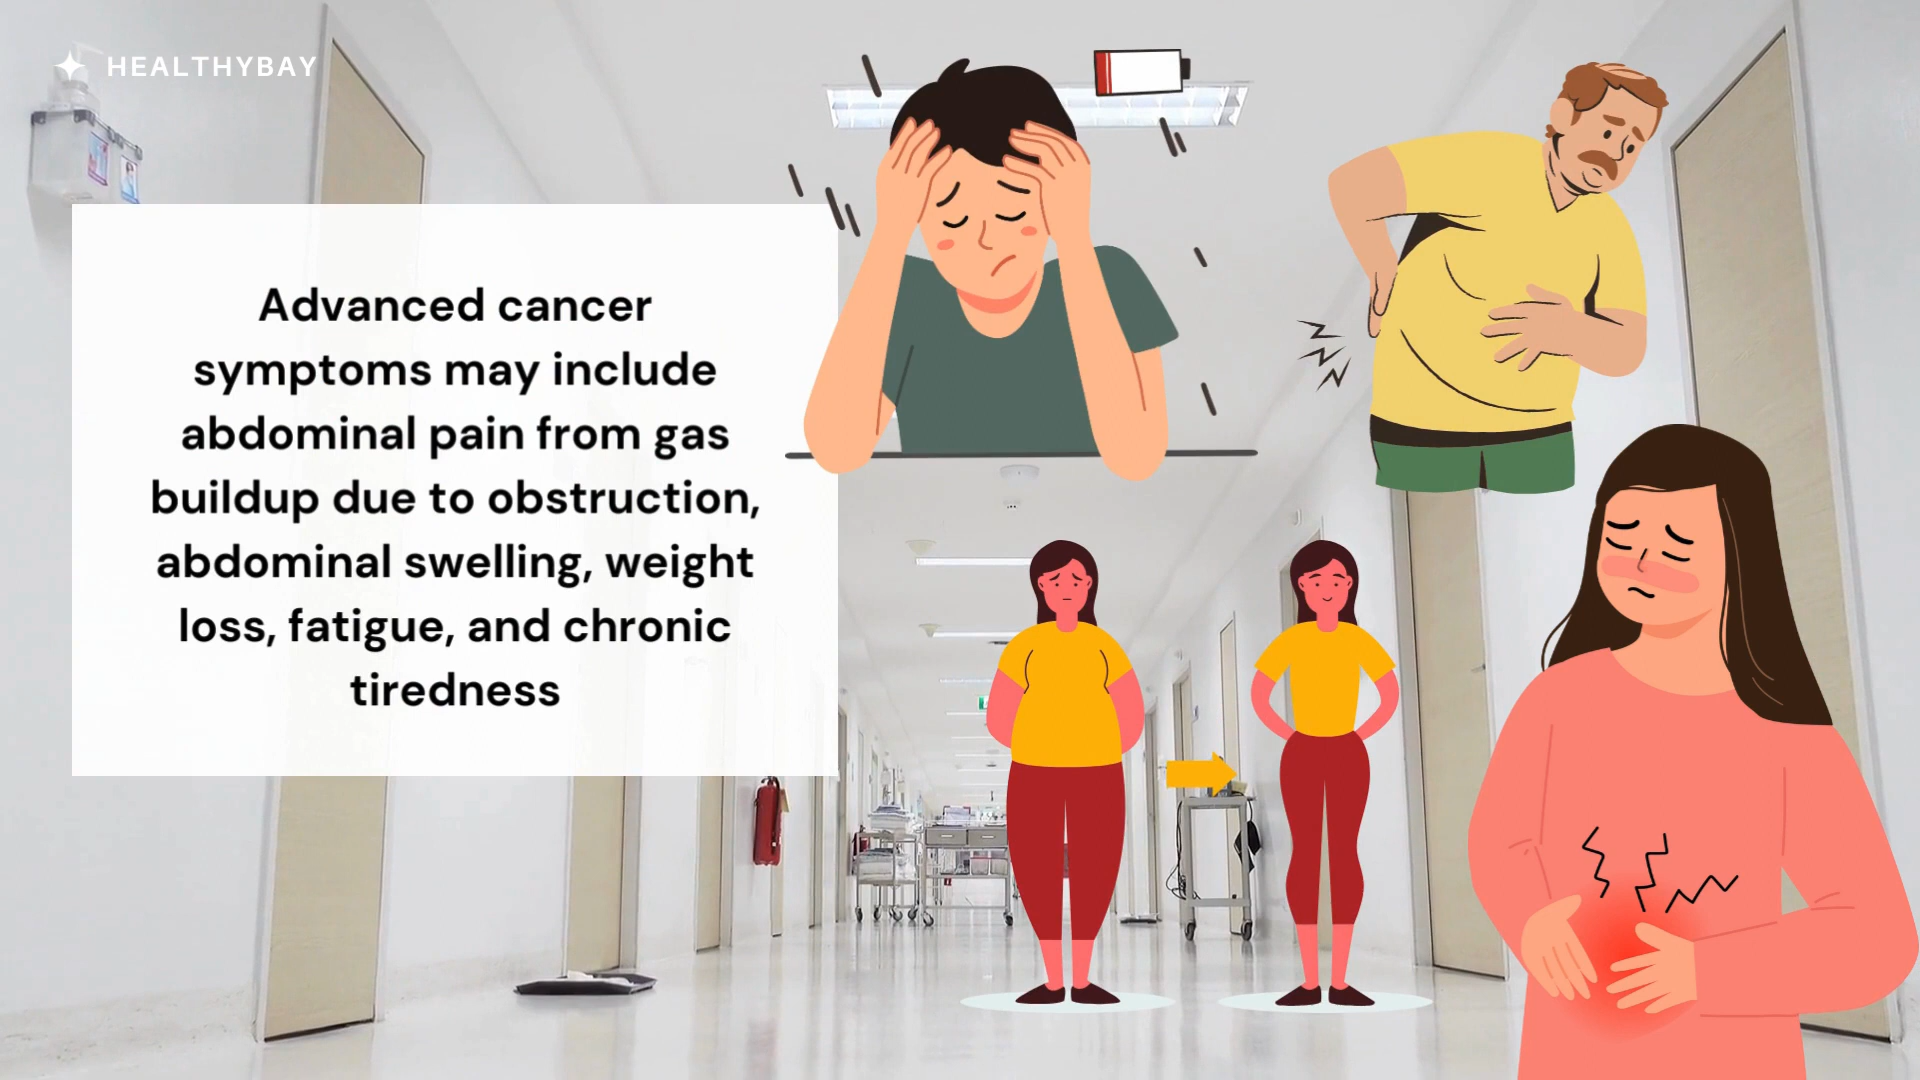 HEALTHYBAY
Advanced cancer
symptoms may include
abdominal pain from gas
buildup due to obstruction,
abdominal swelling, weight
loss, fatigue, and chronic
tiredness